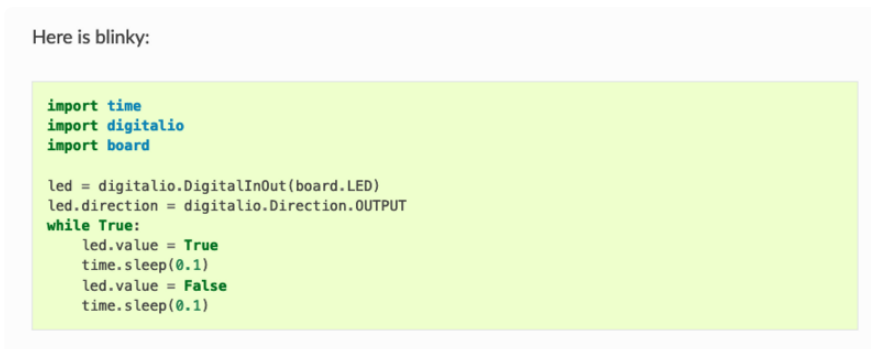 Here is blinky:
import time
import digitalio
import board
led = digitalio.DigitalInOut(board.LED)
led.direction = digitalio.Direction.OUTPUT
while True:
    led.value = True
    time.sleep(0.1)
    led.value = False
    time.sleep(0.1)